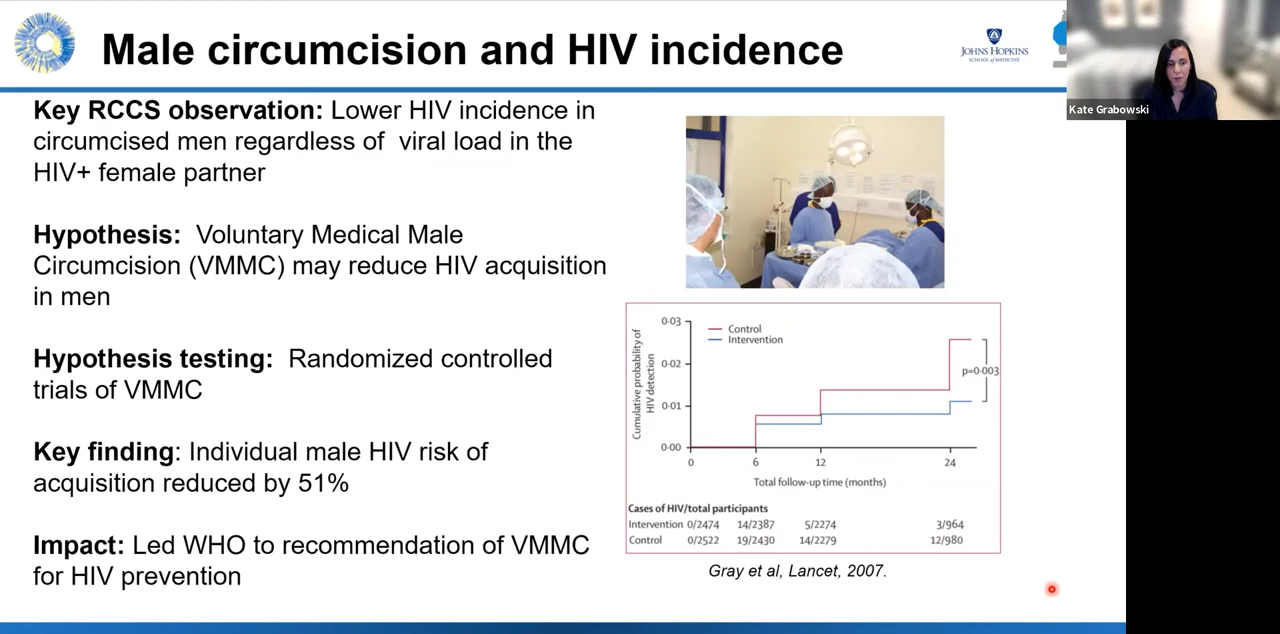 Male circumcision and HIV incidence
JOHNS HOPKINS
SCHOOL of MEDICINE
Kate Grabowski
Key RCCS observation: Lower HIV incidence in
circumcised men regardless of viral load in the
HIV+ female partner
Hypothesis: Voluntary Medical Male
Circumcision (VMMC) may reduce HIV acquisition
in men
Hypothesis testing: Randomized controlled
trials of VMMC
Key finding: Individual male HIV risk of
acquisition reduced by 51%
Impact: Led WHO to recommendation of VMMC
for HIV prevention
Cumulative probability of
HIV detection
0·03
0·02
0·01
0·00
Control
Intervention
p=0·003
0 6 12 24
Total follow-up time (months)
Cases of HIV/total participants
Intervention 0/2474 14/2387 5/2274 3/964
Control 0/2522 19/2430 14/2279 12/980
Gray et al, Lancet, 2007.